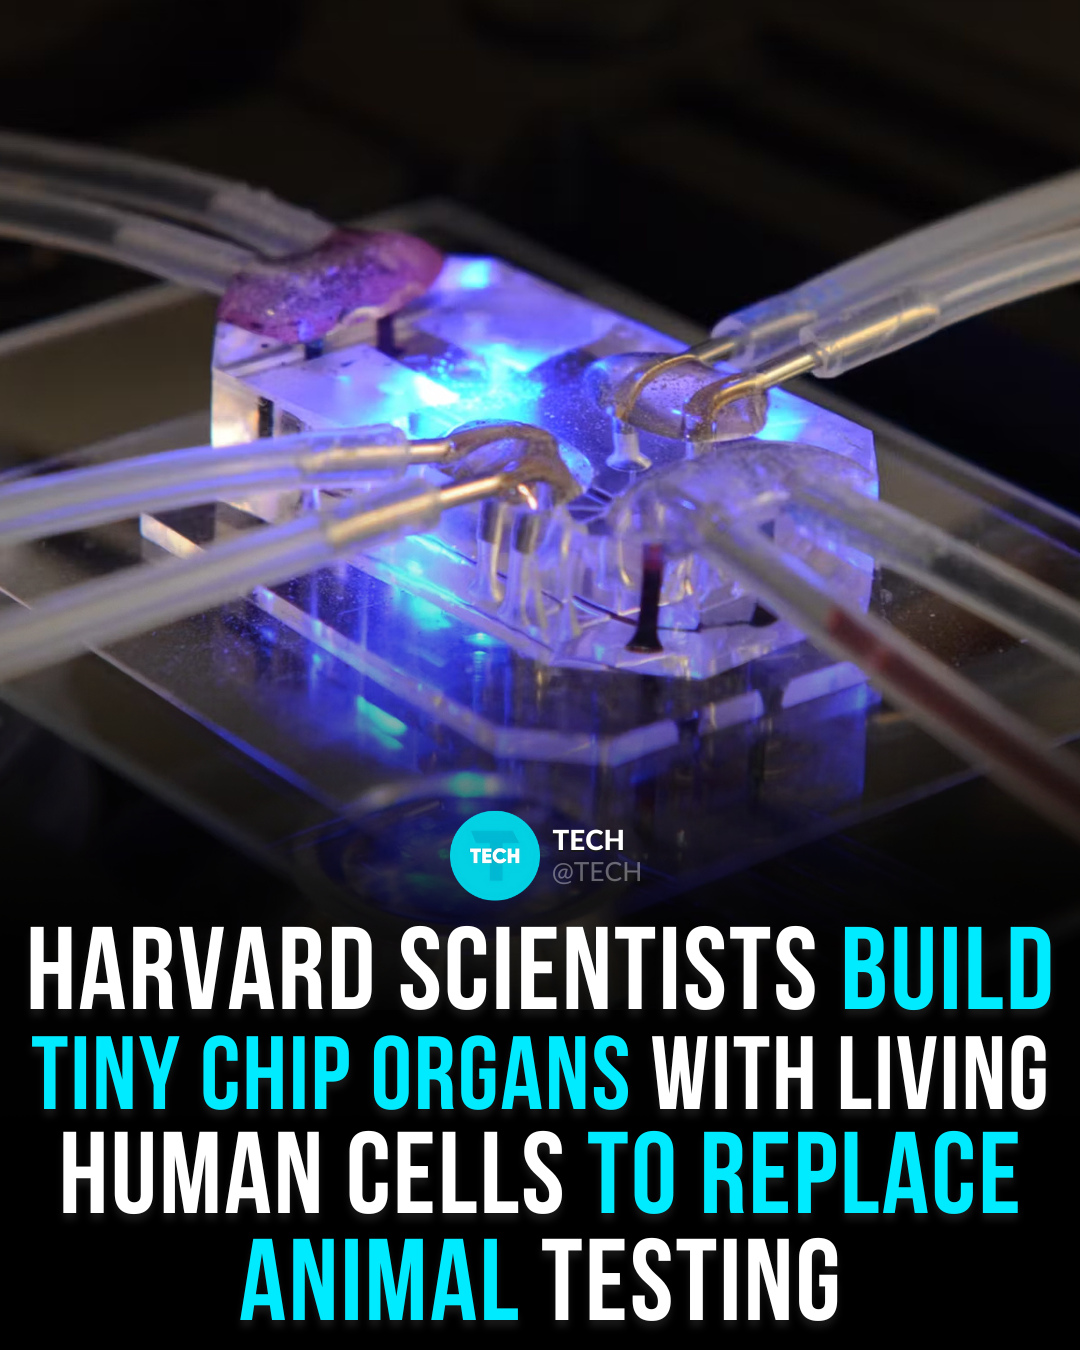 TECH
TECH
@TECH
HARVARD SCIENTISTS BUILD
TINY CHIP ORGANS WITH LIVING
HUMAN CELLS TO REPLACE
ANIMAL TESTING